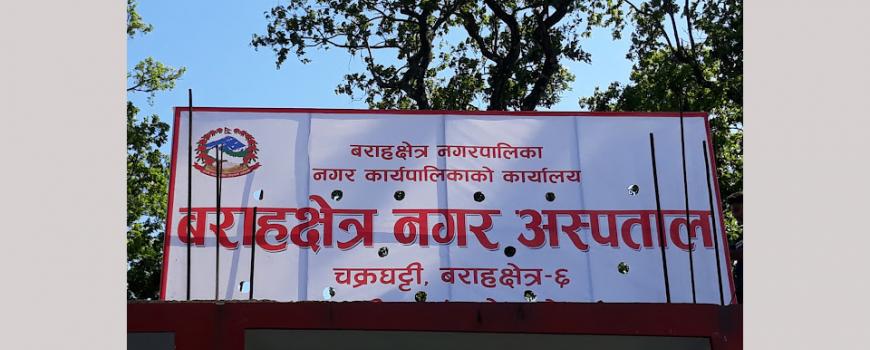 बराहक्षेत्र नगरपालिका
नगर कार्यपालिकाको कार्यालय
बराहक्षेत्र नगर अस्पताल
चक्रघट्टी, बराहक्षेत्र-६